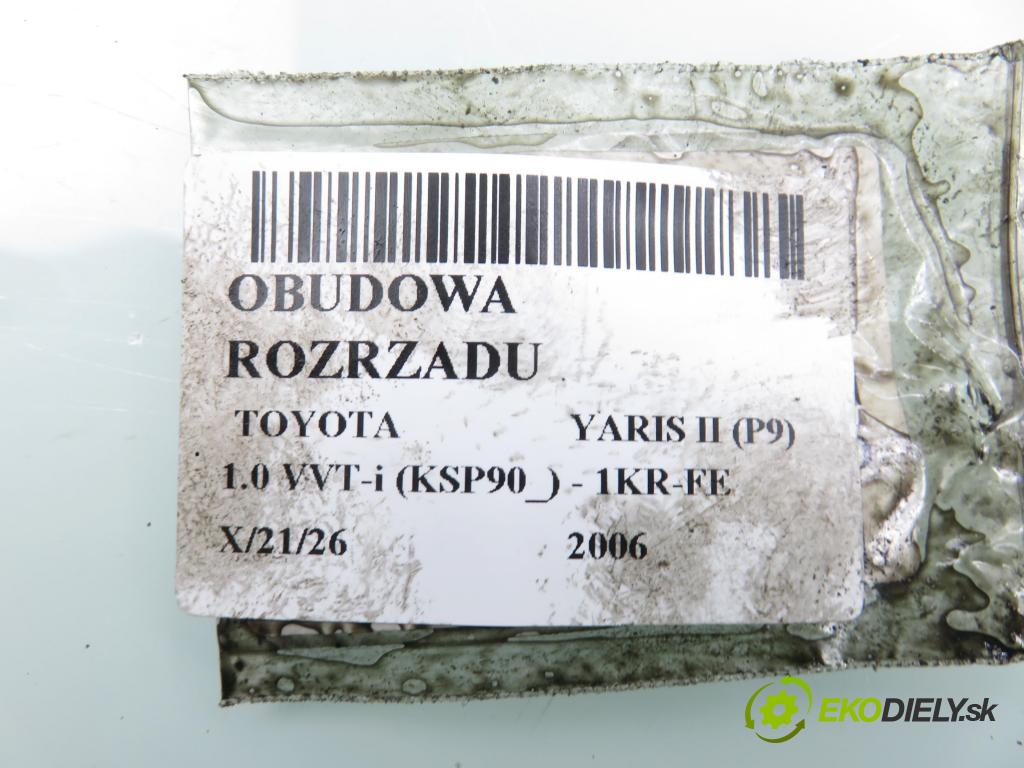 OBUDOWA
ROZRZADU
TOYOTA YARIS II (P9)
1.0 VVT-i (KSP90_) - 1KR-FE
X/21/26 2006
EKODIELY.sk